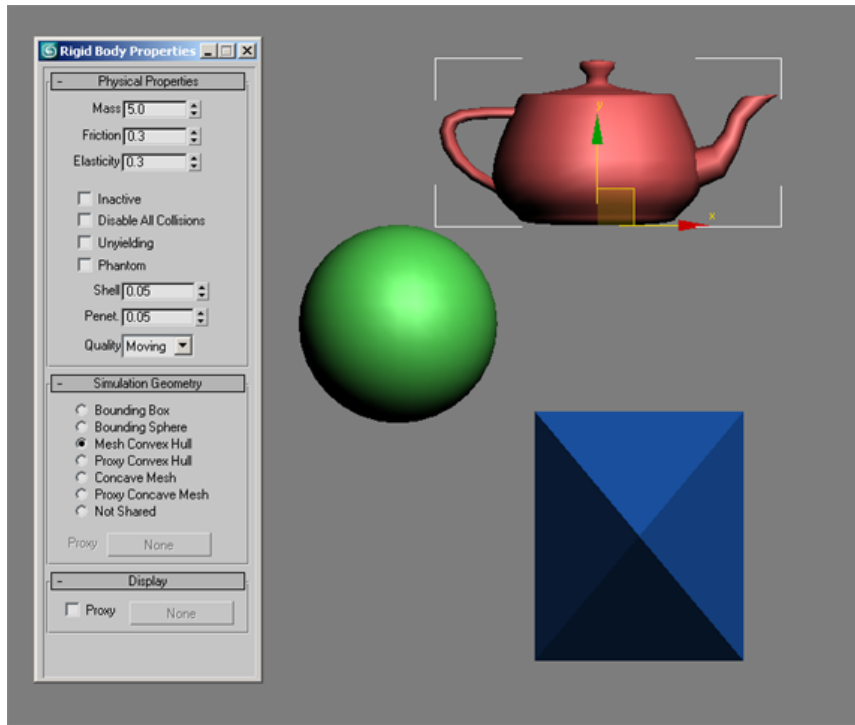 Rigid Body Properties
- Physical Properties
Mass 5.0
Friction 0.3
Elasticity 0.3
Inactive
Disable All Collisions
Unyielding
Phantom
Shell 0.05
Penet. 0.05
Quality Moving
- Simulation Geometry
Bounding Box
Bounding Sphere
Mesh Convex Hull
Proxy Convex Hull
Concave Mesh
Proxy Concave Mesh
Not Shared
Proxy None
- Display
Proxy None
y
x